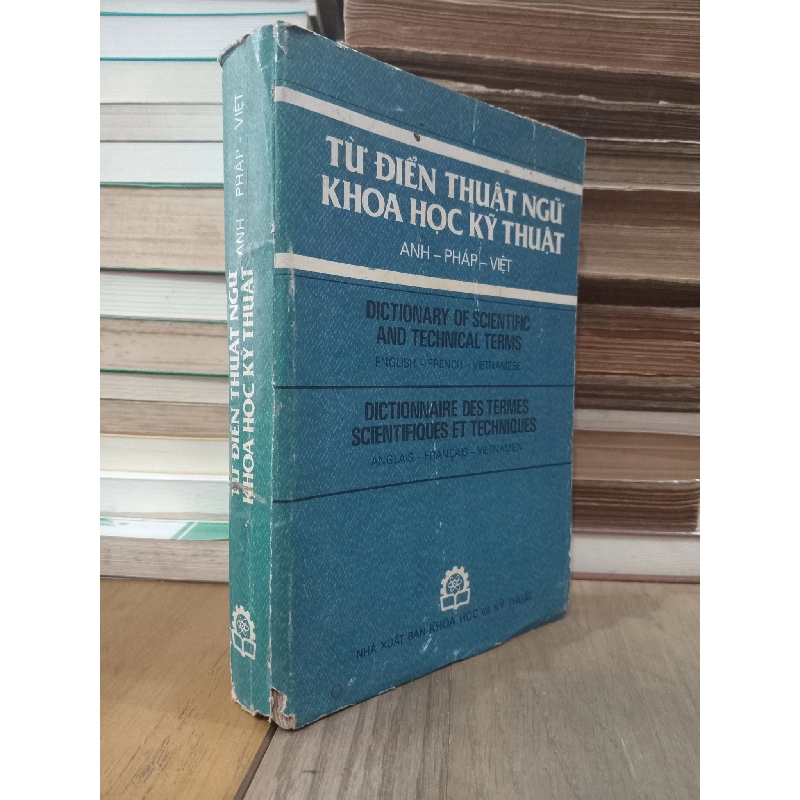 TỪ ĐIỂN THUẬT NGỮ
KHOA HỌC KỸ THUẬT
ANH – PHÁP – VIỆT
DICTIONARY OF SCIENTIFIC
AND TECHNICAL TERMS
ENGLISH – FRENCH – VIETNAMESE
DICTIONNAIRE DES TERMES
SCIENTIFIQUES ET TECHNIQUES
ANGLAIS – FRANÇAIS – VIETNAMIEN
NHÀ XUẤT BẢN KHOA HỌC VÀ KỸ THUẬT
TỪ ĐIỂN THUẬT NGỮ
KHOA HỌC KỸ THUẬT ANH – PHÁP – VIỆT